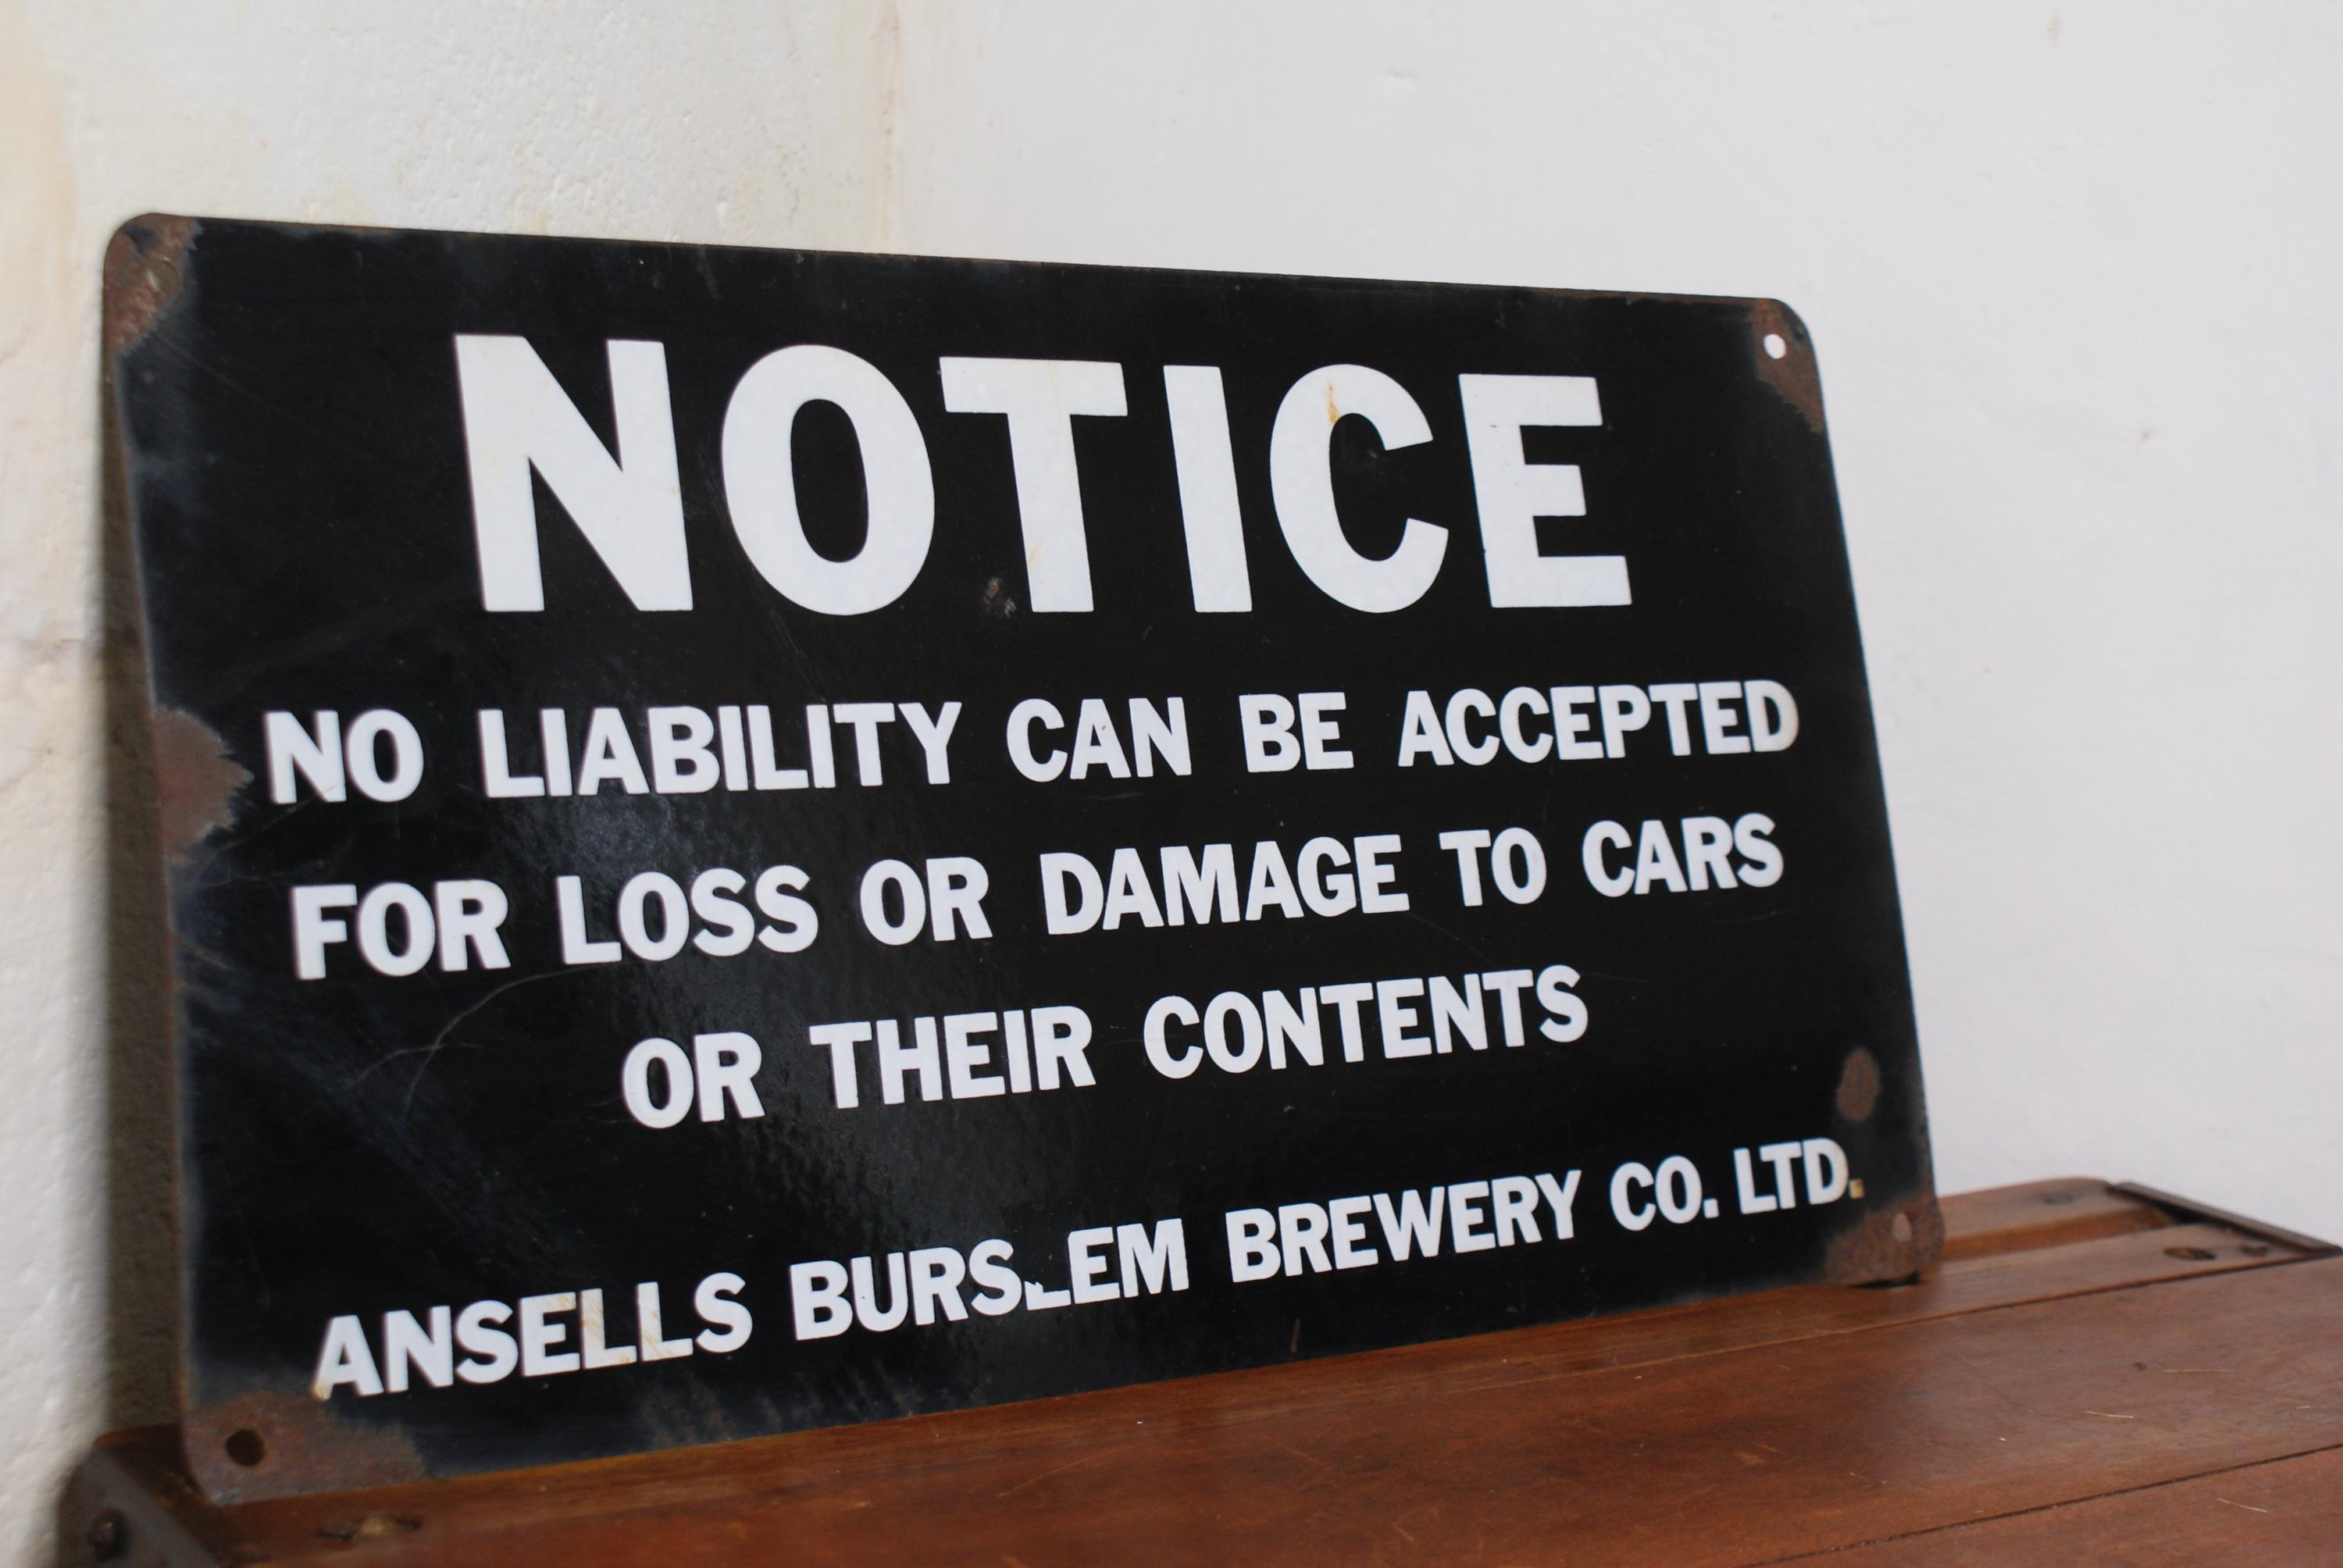 NOTICE
NO LIABILITY CAN BE ACCEPTED
FOR LOSS OR DAMAGE TO CARS
OR THEIR CONTENTS
ANSELLS BURSLEM BREWERY CO. LTD.